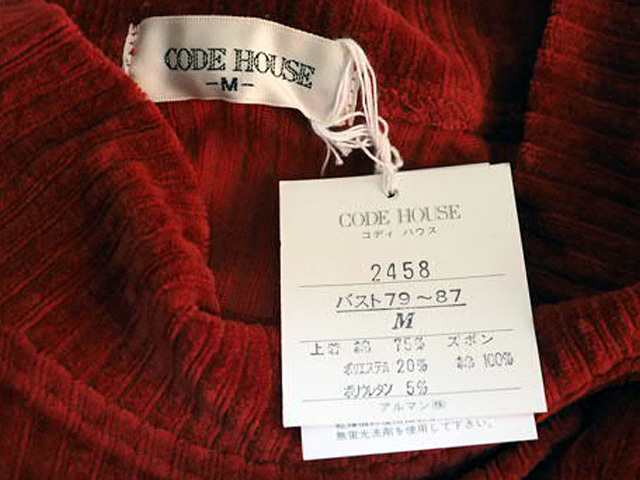 CODE HOUSE
-M-
CODE HOUSE
コディ ハウス
2458
バスト79～87
M
上着 綿 75% ズボン
ポリエステル 20% 綿 100%
ポリウレタン 5%
アルマン㈱
無蛍光洗剤を使用して下さい。